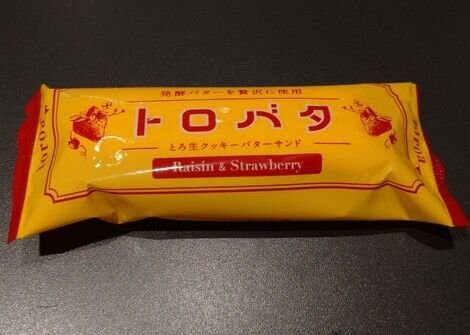 発酵バターを贅沢に使用
トロバタ
とろ生クッキーバターサンド
Raisin & Strawberry